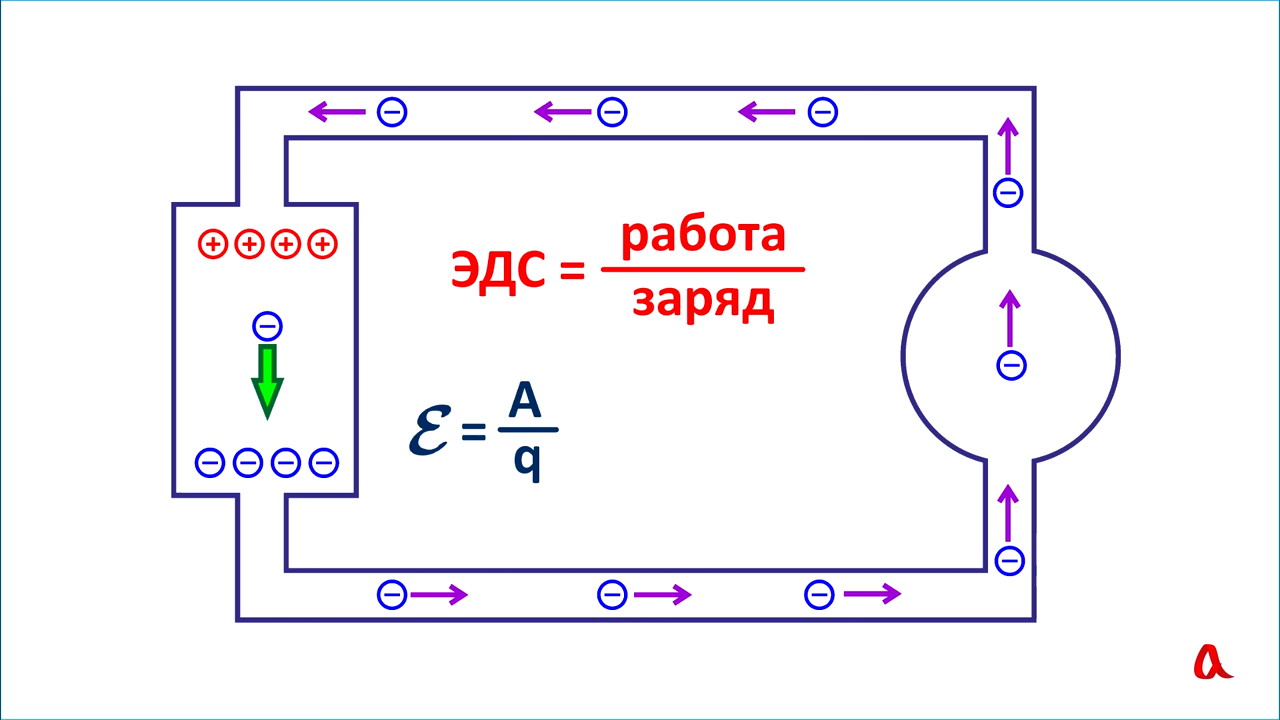 ЭДС = работа
заряд
ℰ = A
q
a